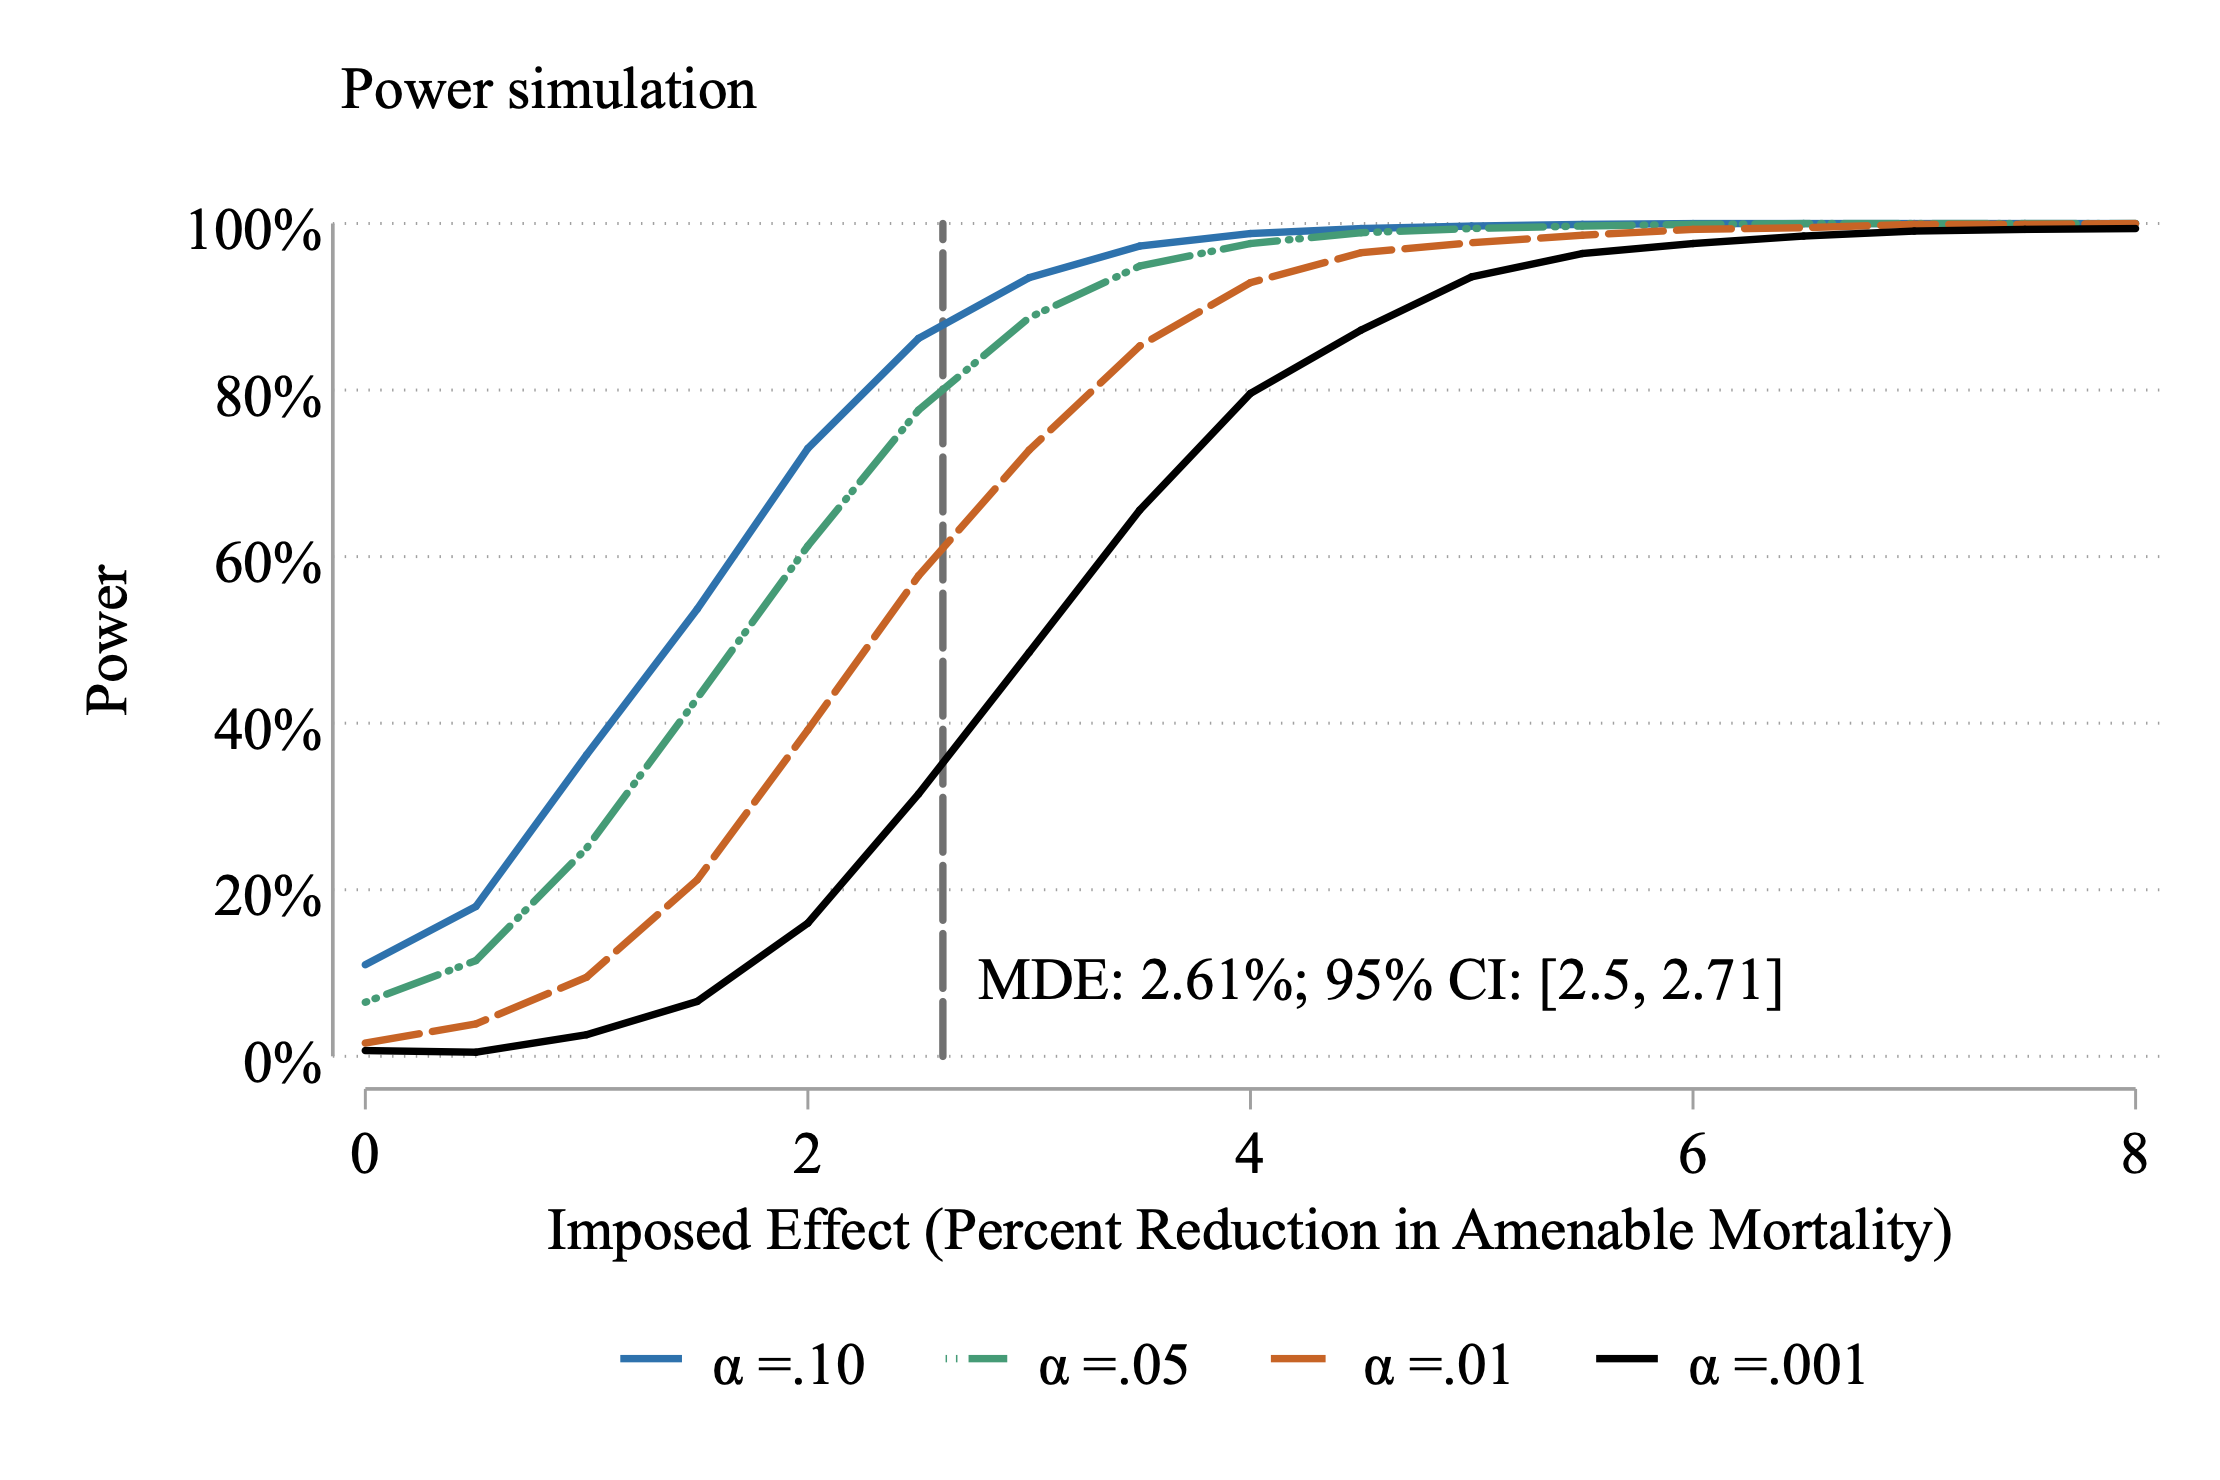 Power simulation
100%
80%
60%
40%
20%
0%
Power
MDE: 2.61%; 95% CI: [2.5, 2.71]
0 2 4 6 8
Imposed Effect (Percent Reduction in Amenable Mortality)
α =.10 α =.05 α =.01 α =.001